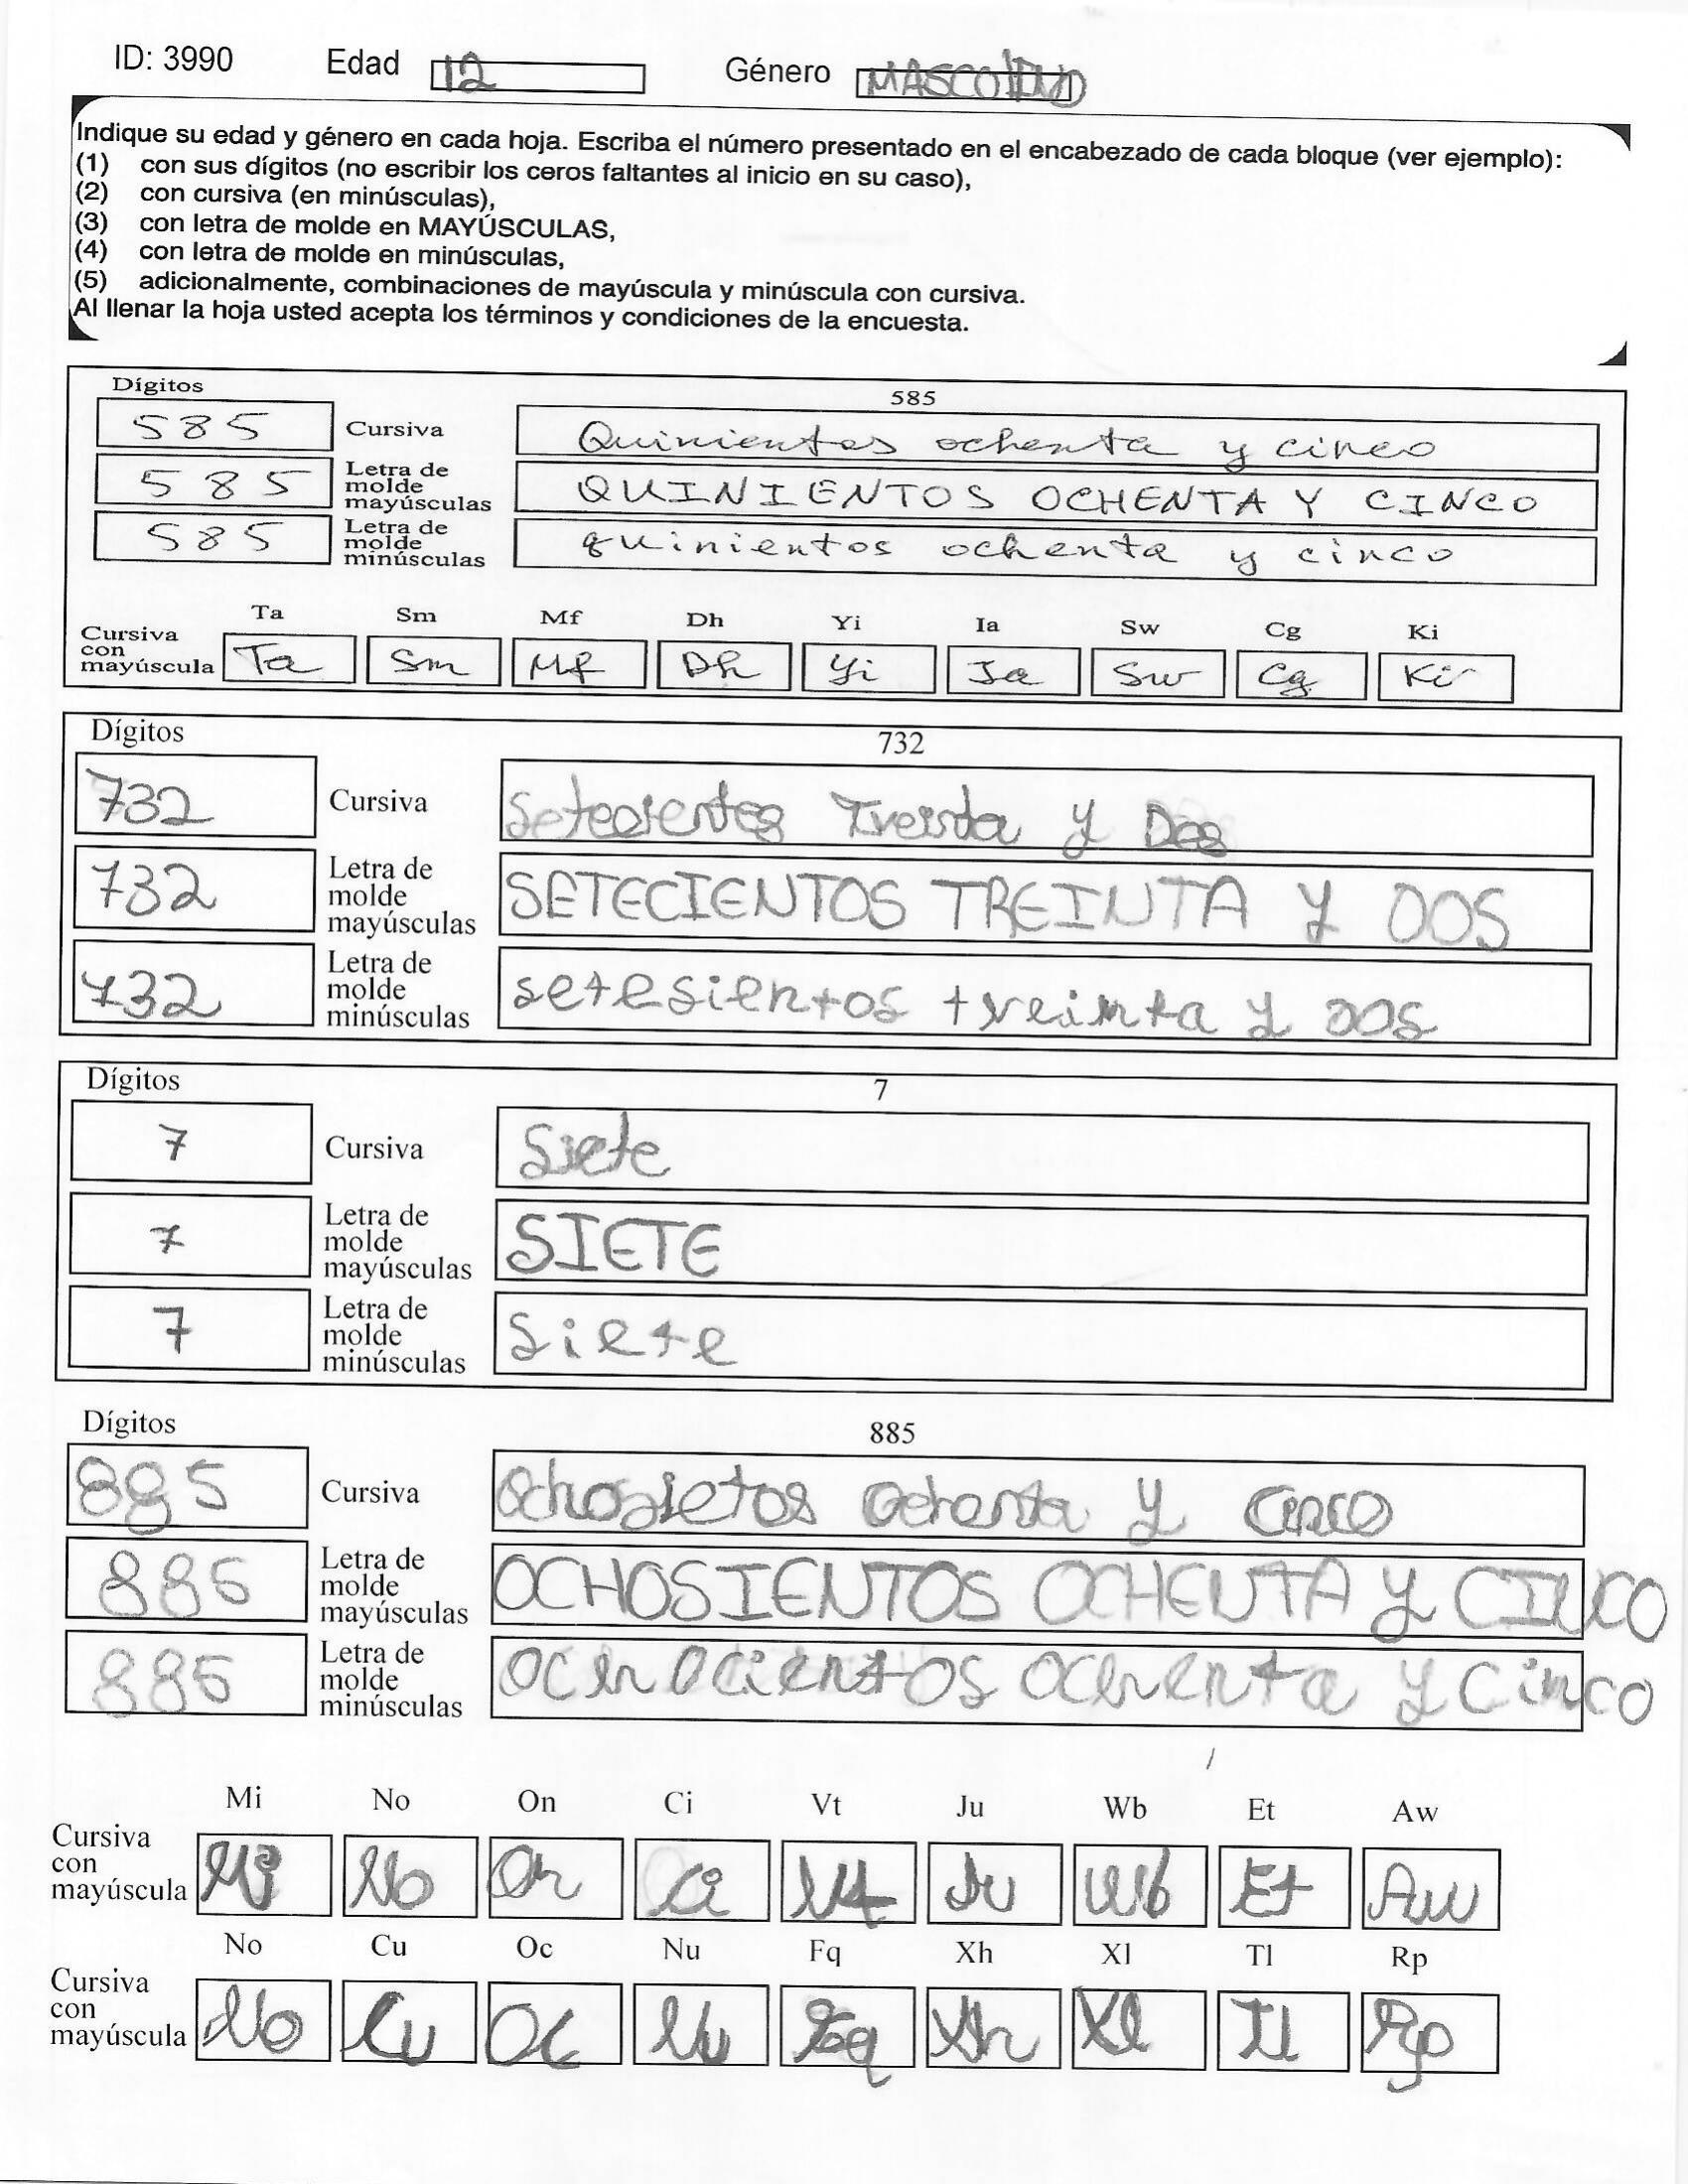 ID: 3990 Edad 12 Género MASCOlINO
Indique su edad y género en cada hoja. Escriba el número presentado en el encabezado de cada bloque (ver ejemplo):
(1) con sus dígitos (no escribir los ceros faltantes al inicio en su caso),
(2) con cursiva (en minúsculas),
(3) con letra de molde en MAYÚSCULAS,
(4) con letra de molde en minúsculas,
(5) adicionalmente, combinaciones de mayúscula y minúscula con cursiva.
Al llenar la hoja usted acepta los términos y condiciones de la encuesta.
Dígitos 585
585 Cursiva Quinientos ochenta y cinco
585 Letra de molde mayúsculas QUINIENTOS OCHENTA Y CINCO
585 Letra de molde minúsculas quinientos ochenta y cinco
Ta Sm Mf Dh Yi Ia Sw Cg Ki
Cursiva con mayúscula Ta Sm Mf Dh Yi Ia Sw Cg Ki
Dígitos 732
732 Cursiva Setecientos Treinta y Dos
732 Letra de molde mayúsculas SETECIENTOS TREINTA Y DOS
732 Letra de molde minúsculas setesientos treinta y dos
Dígitos 7
7 Cursiva Siete
7 Letra de molde mayúsculas SIETE
7 Letra de molde minúsculas Siete
Dígitos 885
885 Cursiva Ochosietos Ochenta y Cinco
885 Letra de molde mayúsculas OCHOSIENTOS OCHENTA Y CINCO
885 Letra de molde minúsculas ochocientos ochenta y cinco
Mi No On Ci Vt Ju Wb Et Aw
Cursiva con mayúscula Mi No On Ci Vt Ju Wb Et Aw
No Cu Oc Nu Fq Xh Xl Tl Rp
Cursiva con mayúscula No Cu Oc Nu Fq Xh Xl Tl Rp